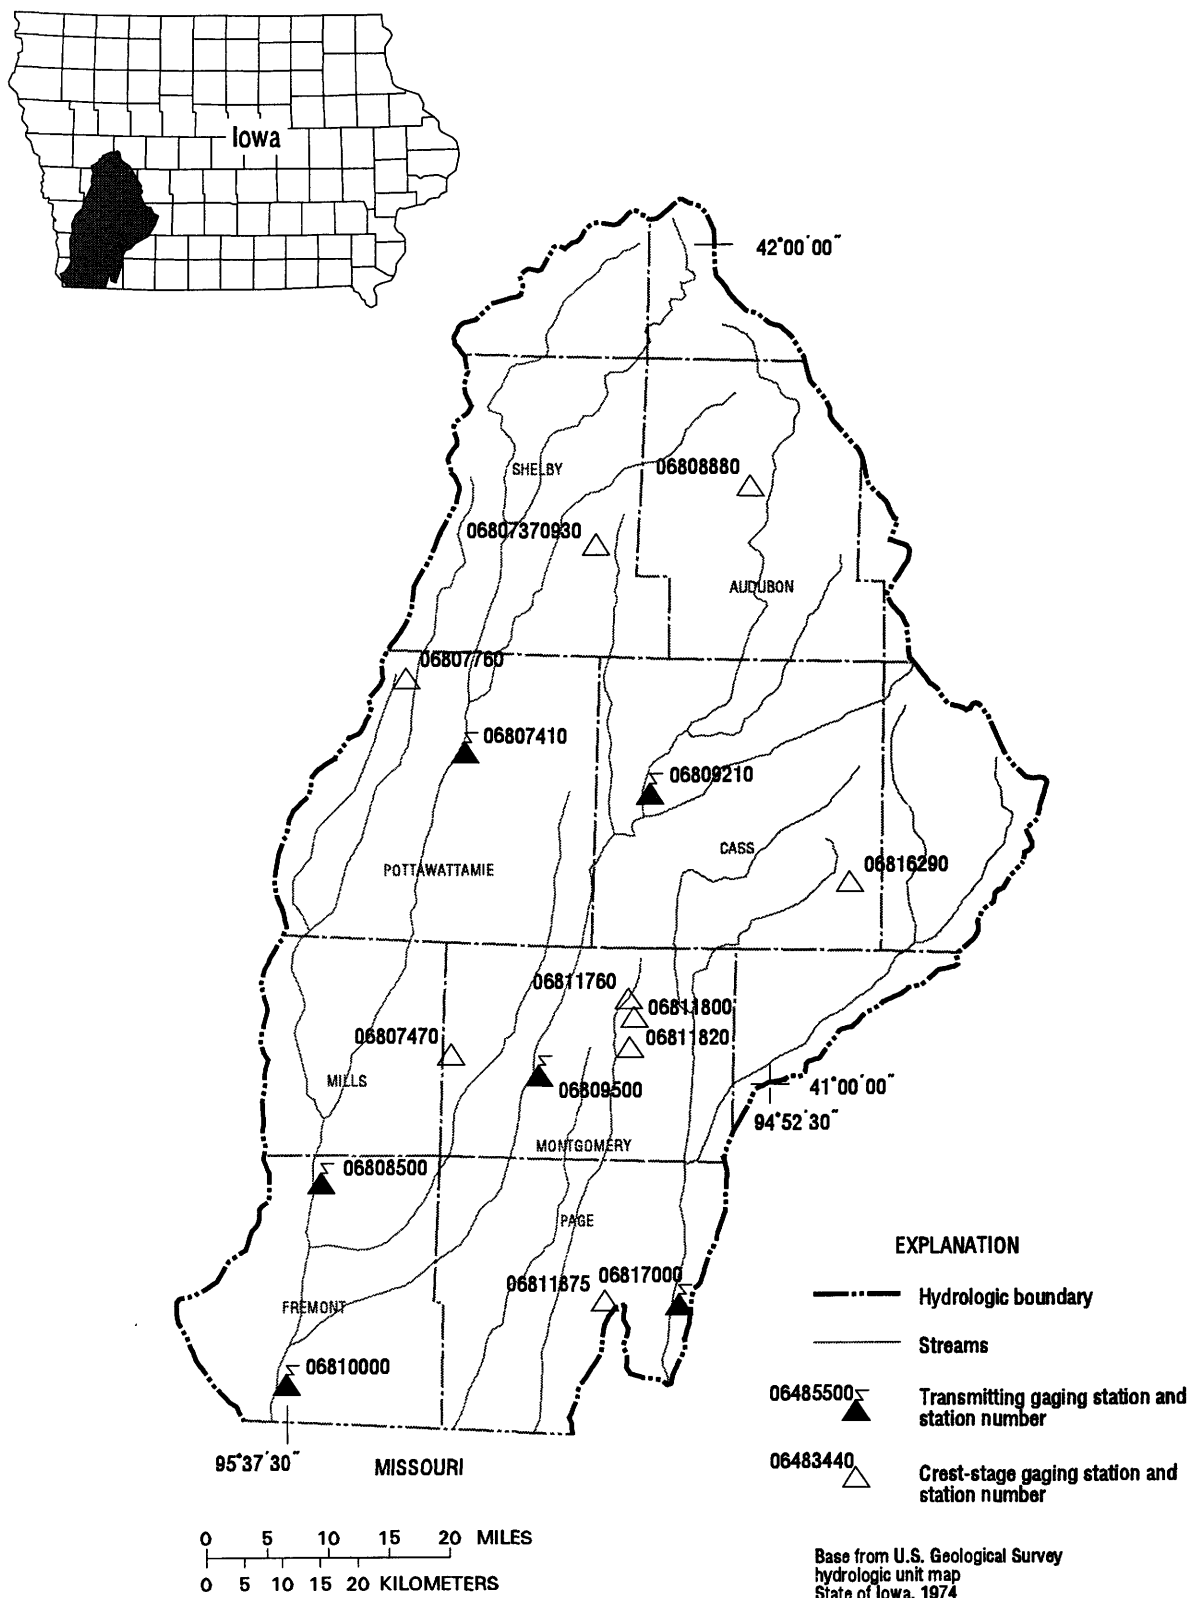 Iowa
42°00'00"
SHELBY
06808880
06807370930
AUDUBON
06807760
06807410
06809210
CASS
06816290
POTTAWATTAMIE
06811760
06811800
06811820
06807470
MILLS
06809500
41°00'00"
94°52'30"
MONTGOMERY
06808500
PAGE
06811875
06817000
FREMONT
06810000
95°37'30"
MISSOURI
EXPLANATION
Hydrologic boundary
Streams
06485500
Transmitting gaging station and
station number
06483440
Crest-stage gaging station and
station number
0 5 10 15 20 MILES
0 5 10 15 20 KILOMETERS
Base from U.S. Geological Survey
hydrologic unit map
State of Iowa, 1974